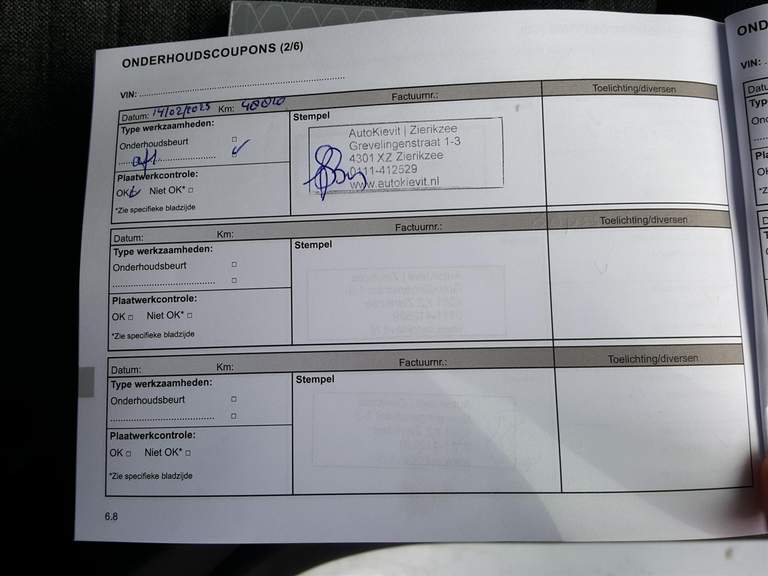 ONDERHOUDSCOUPONS (2/6)
VIN:
Datum: 14/02/2023 Km: Factuurnr.: Toelichting/diversen
Type werkzaamheden:
Onderhoudsbeurt
afl
Plaatwerkcontrole:
OK Niet OK*
*Zie specifieke bladzijde
Stempel
AutoKievit | Zierikzee
Grevelingenstraat 1-3
4301 XZ Zierikzee
0111-412529
www.autokievit.nl
Datum: Km: Factuurnr.: Toelichting/diversen
Type werkzaamheden:
Onderhoudsbeurt
Plaatwerkcontrole:
OK Niet OK*
*Zie specifieke bladzijde
Stempel
Datum: Km: Factuurnr.: Toelichting/diversen
Type werkzaamheden:
Onderhoudsbeurt
Plaatwerkcontrole:
OK Niet OK*
*Zie specifieke bladzijde
Stempel
6.8
OND
VIN: